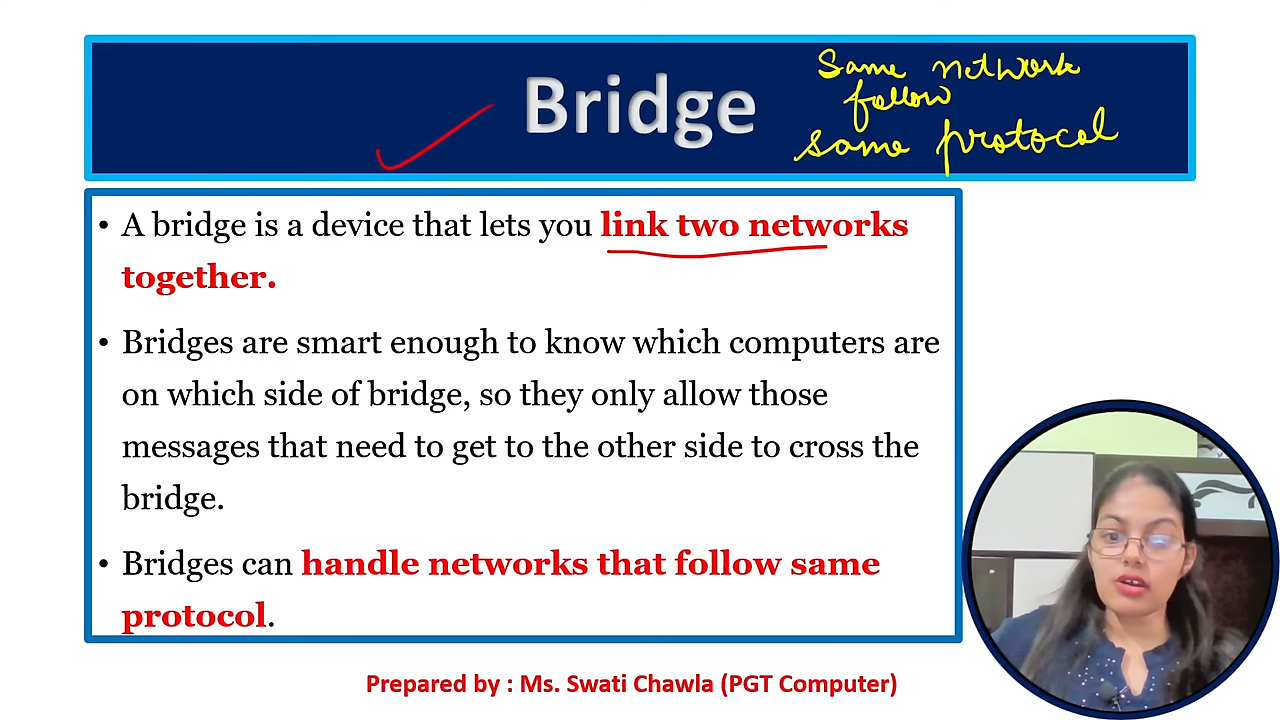 Bridge
Same network
follow
same protocol
• A bridge is a device that lets you link two networks
together.
• Bridges are smart enough to know which computers are
on which side of bridge, so they only allow those
messages that need to get to the other side to cross the
bridge.
• Bridges can handle networks that follow same
protocol.
Prepared by : Ms. Swati Chawla (PGT Computer)